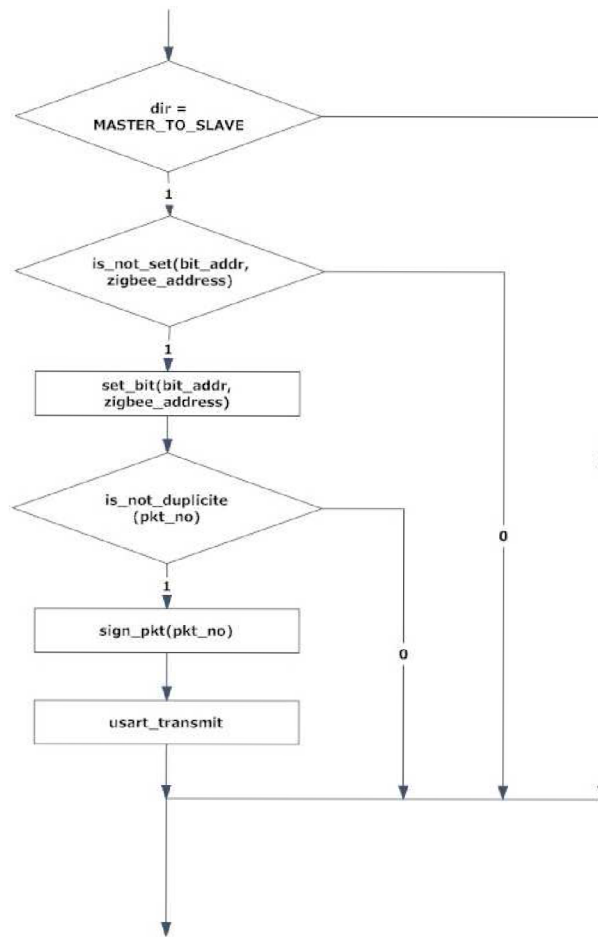 dir =
MASTER_TO_SLAVE
1
is_not_set(bit_addr,
zigbee_address)
1
set_bit(bit_addr,
zigbee_address)
is_not_duplicite
(pkt_no)
0
1
sign_pkt(pkt_no)
0
usart_transmit